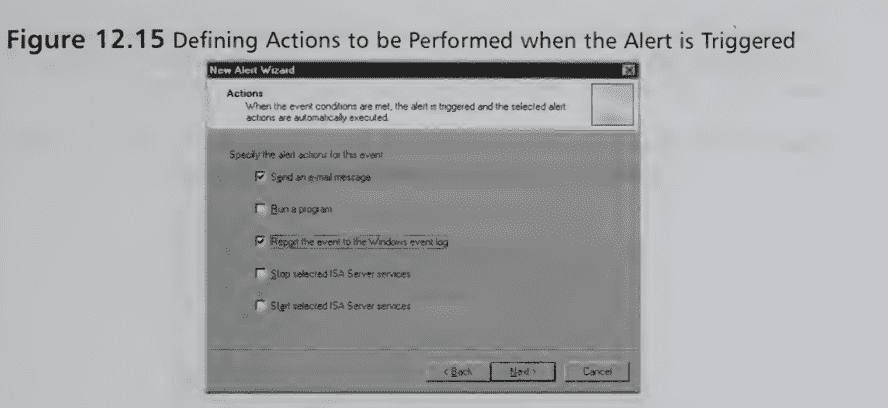 Figure 12.15 Defining Actions to be Performed when the Alert is Triggered
New Alert Wizard
Actions
When the event conditions are met, the alert is triggered and the selected alert
actions are automatically executed.
Specify the alert actions for this event
Send an e-mail message
Run a program
Report the event to the Windows event log
Stop selected ISA Server services
Start selected ISA Server services
< Back Next > Cancel